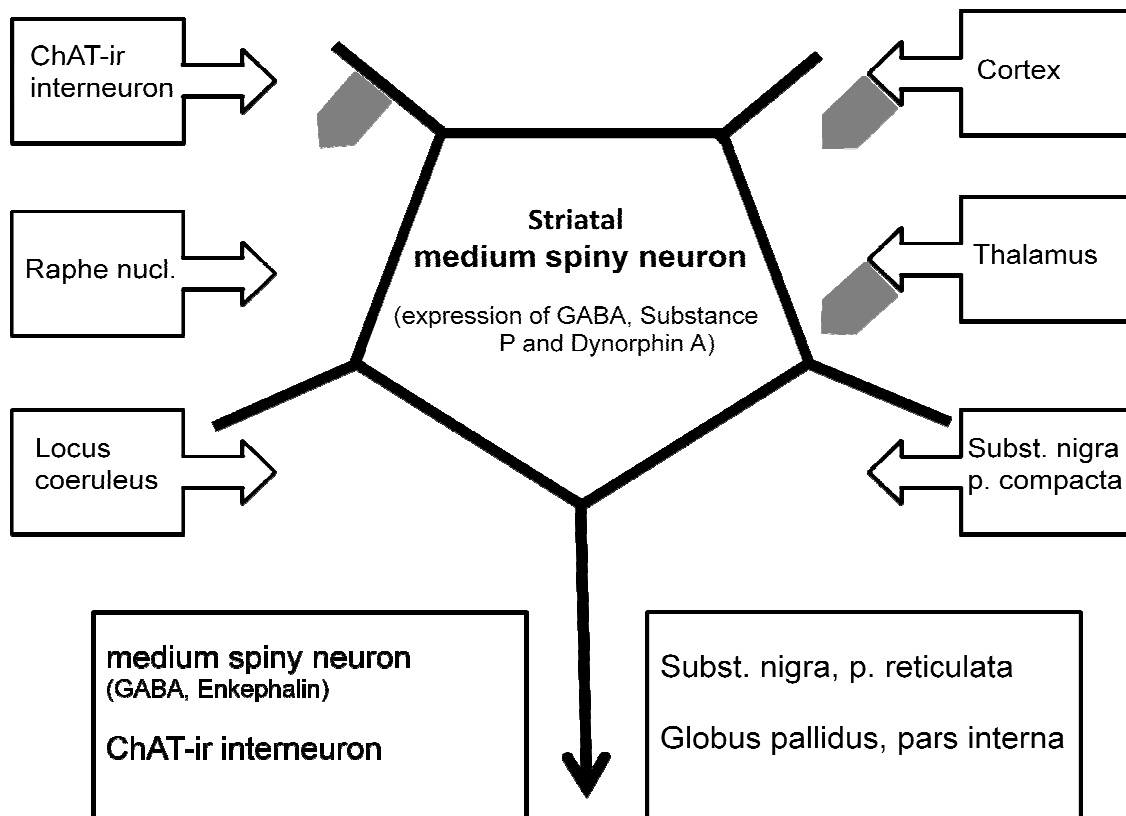 ChAT-ir
interneuron
Cortex
Raphe nucl.
Striatal
medium spiny neuron
(expression of GABA, Substance
P and Dynorphin A)
Thalamus
Locus
coeruleus
Subst. nigra
p. compacta
medium spiny neuron
(GABA, Enkephalin)
ChAT-ir interneuron
Subst. nigra, p. reticulata
Globus pallidus, pars interna